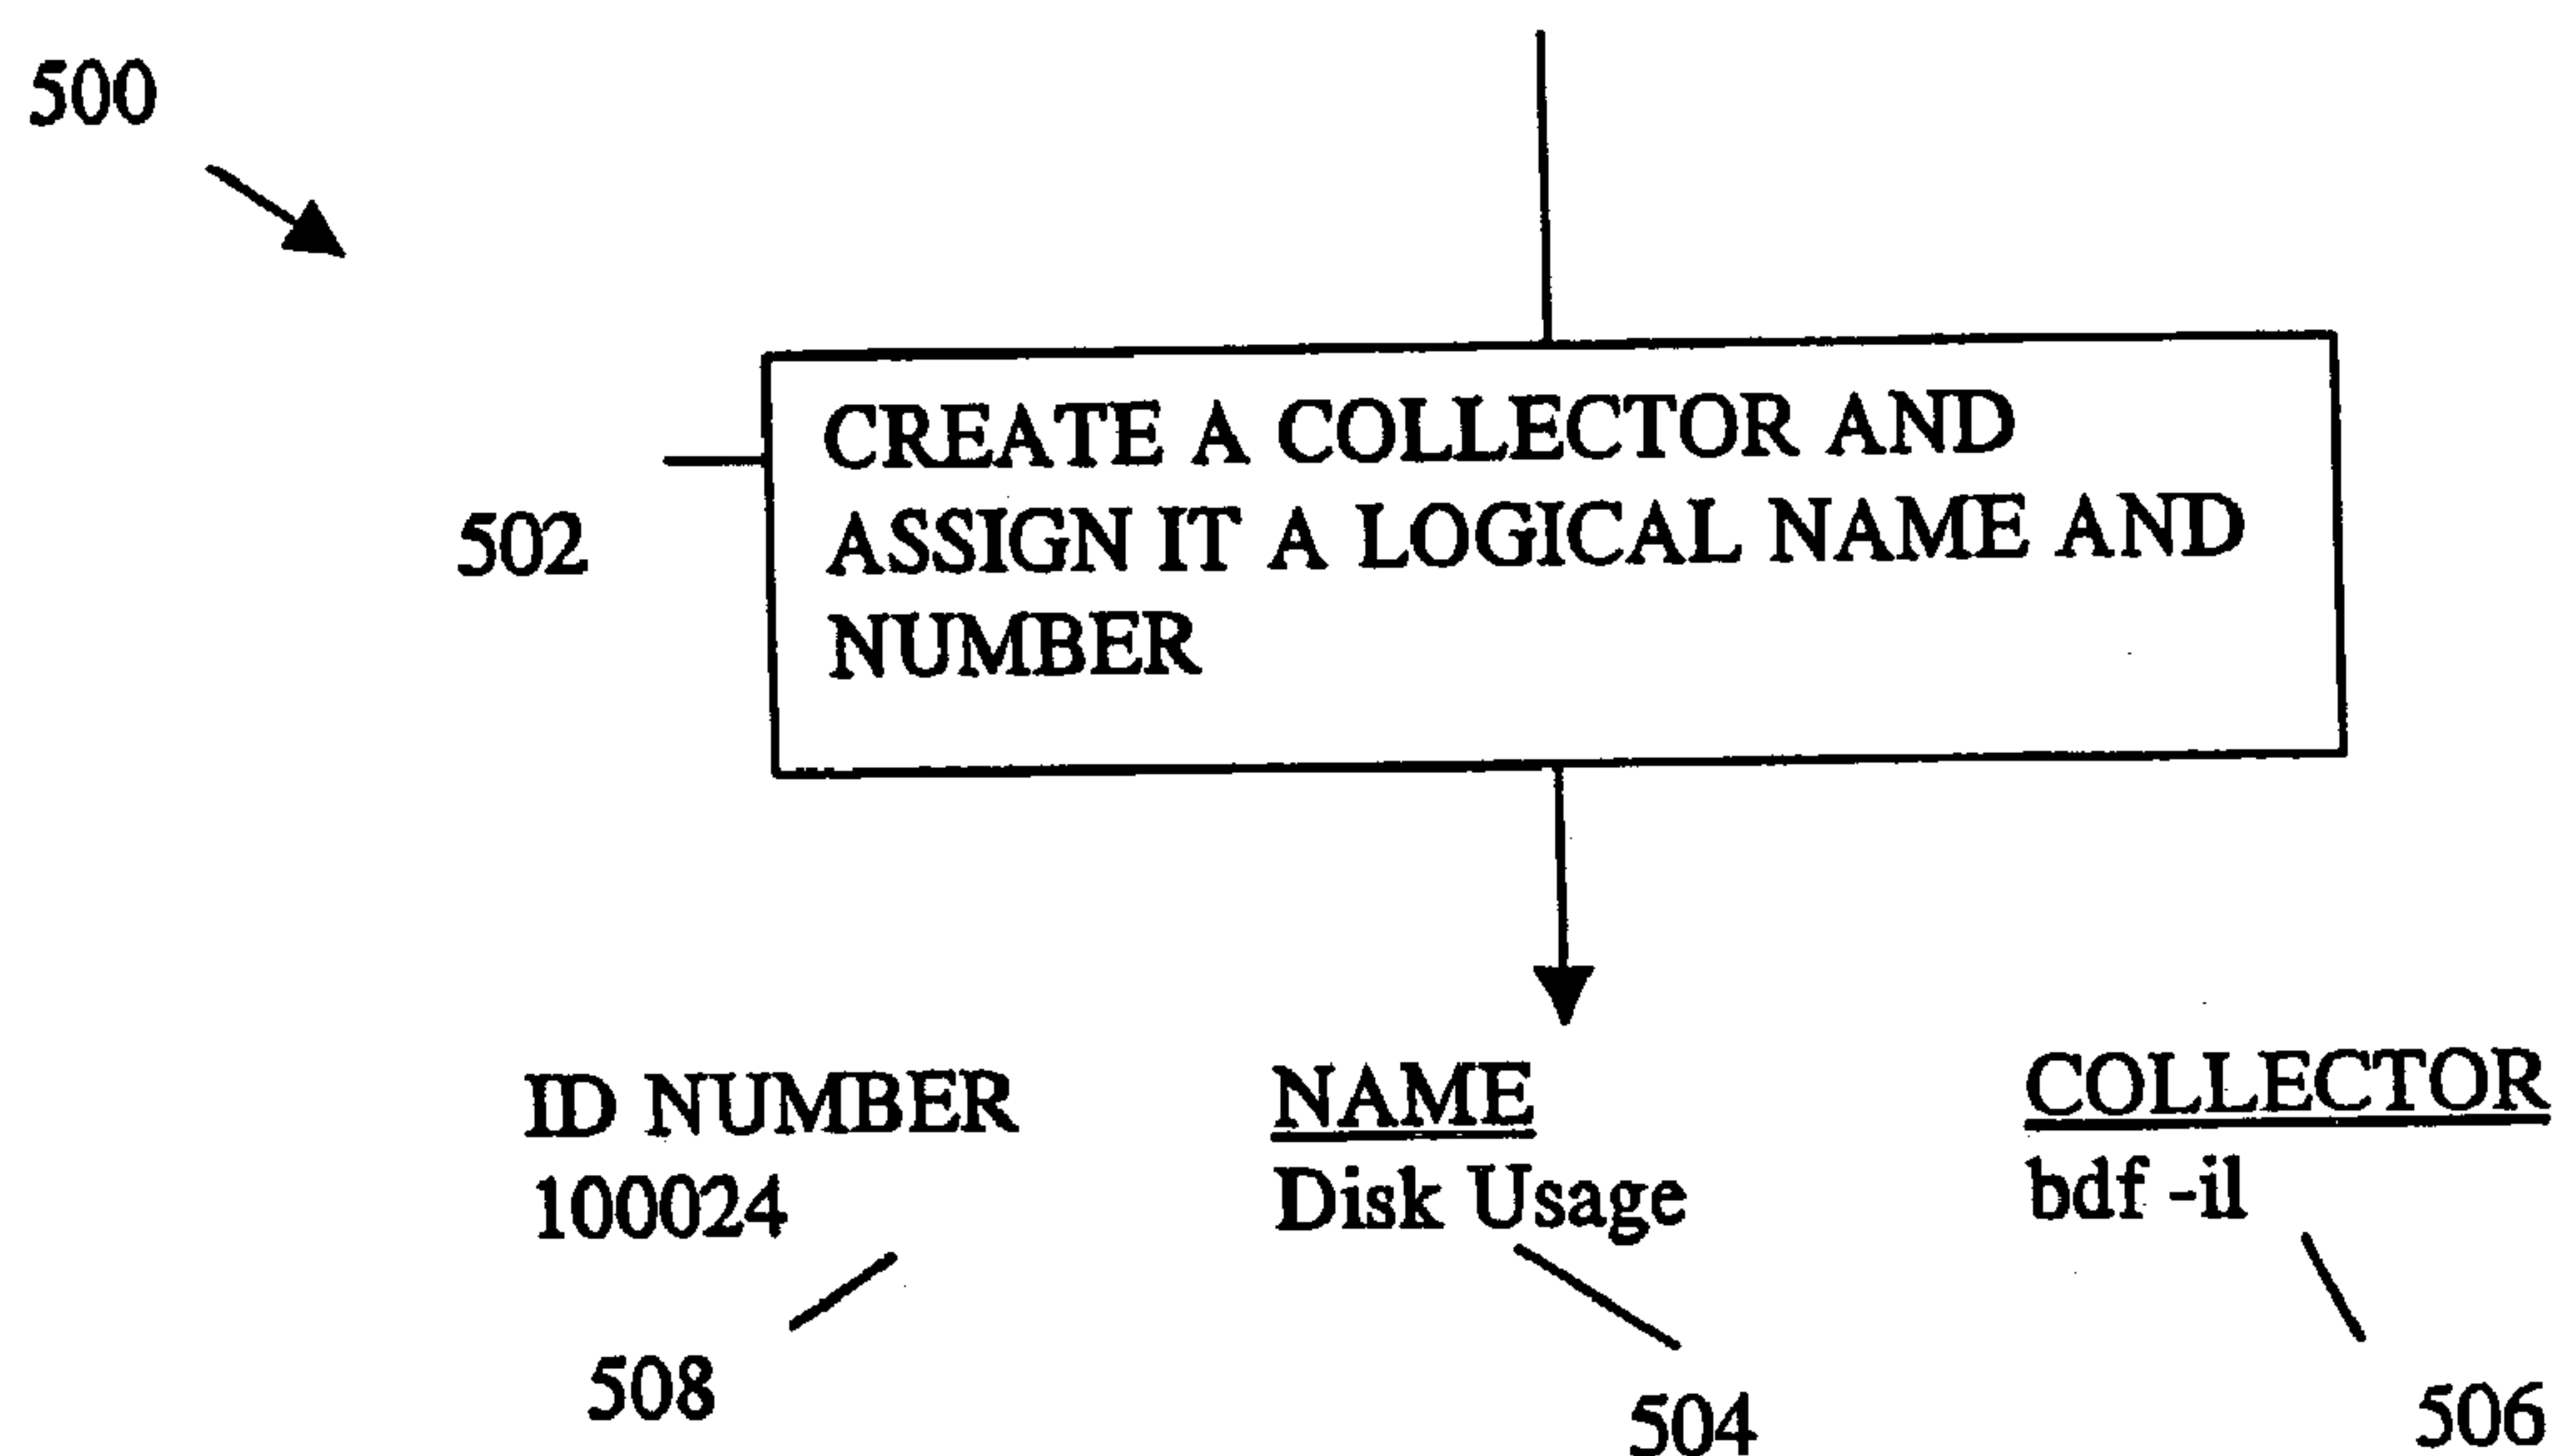 500
CREATE A COLLECTOR AND
ASSIGN IT A LOGICAL NAME AND
NUMBER
502
ID NUMBER NAME COLLECTOR
100024 Disk Usage bdf -il
508 504 506